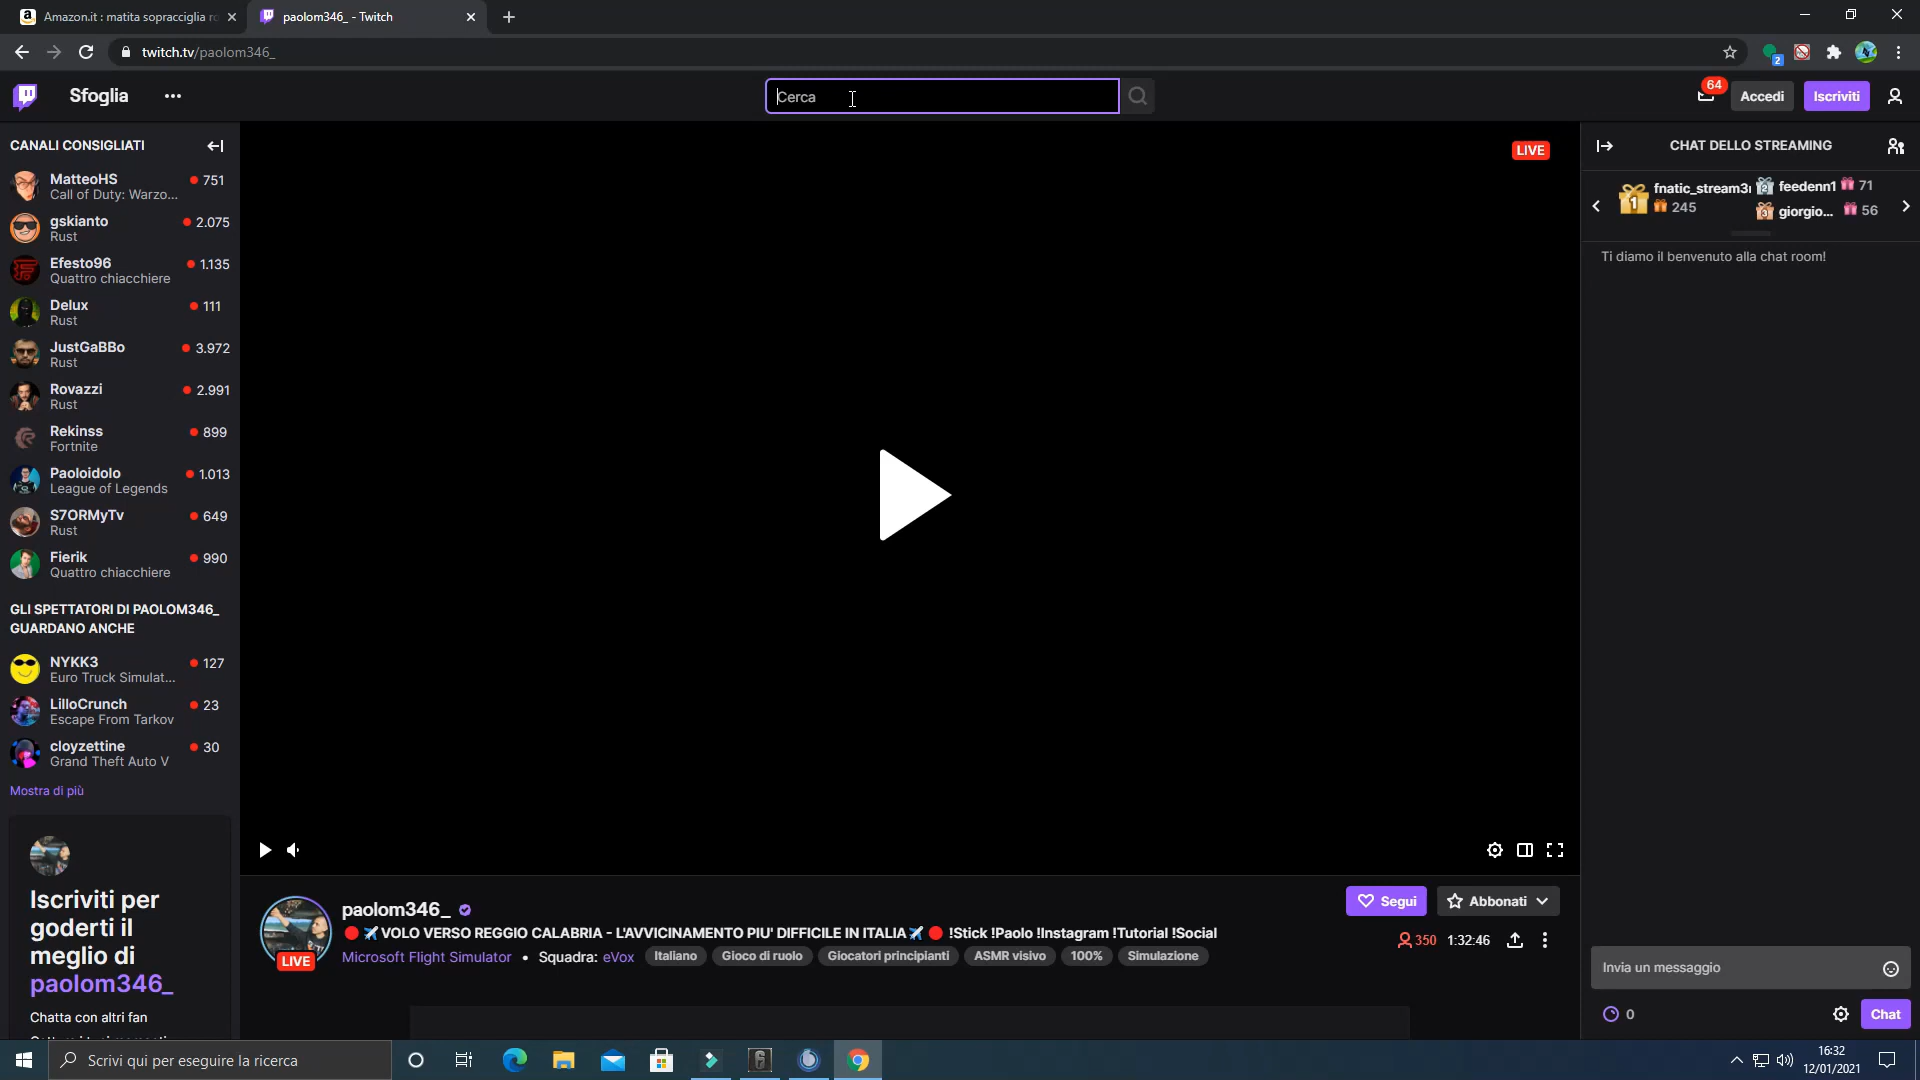 Amazon.it : matita sopracciglia ro
paolom346_ - Twitch
twitch.tv/paolom346_
2
Sfoglia
Cerca
64
Accedi
Iscriviti
CANALI CONSIGLIATI
MatteoHS
751
Call of Duty: Warzo...
gskianto
2.075
Rust
Efesto96
1.135
Quattro chiacchiere
Delux
111
Rust
JustGaBBo
3.972
Rust
Rovazzi
2.991
Rust
Rekinss
899
Fortnite
Paoloidolo
1.013
League of Legends
S7ORMyTv
649
Rust
Fierik
990
Quattro chiacchiere
GLI SPETTATORI DI PAOLOM346_
GUARDANO ANCHE
NYKK3
127
Euro Truck Simulat...
LilloCrunch
23
Escape From Tarkov
cloyzettine
30
Grand Theft Auto V
Mostra di più
Iscriviti per
goderti il
meglio di
paolom346_
Chatta con altri fan
LIVE
paolom346_
🔴✈️VOLO VERSO REGGIO CALABRIA - L'AVVICINAMENTO PIU' DIFFICILE IN ITALIA✈️🔴 !Stick !Paolo !Instagram !Tutorial !Social
LIVE
Microsoft Flight Simulator • Squadra: eVox Italiano Gioco di ruolo Giocatori principianti ASMR visivo 100% Simulazione
Segui
Abbonati
350 1:32:46
CHAT DELLO STREAMING
1
fnatic_stream3
245
2
feedenn1 71
3
giorgio... 56
Ti diamo il benvenuto alla chat room!
Invia un messaggio
0
Chat
Scrivi qui per eseguire la ricerca
16:32
12/01/2021